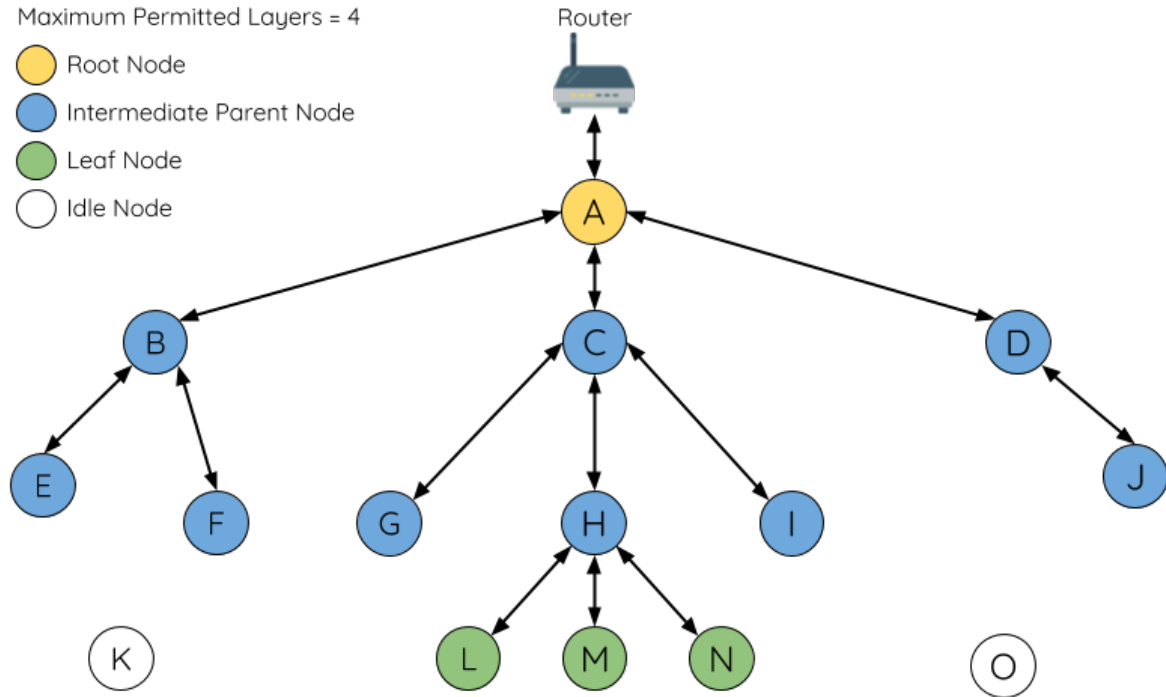 Maximum Permitted Layers = 4
Router
Root Node
Intermediate Parent Node
Leaf Node
Idle Node
A
B
C
D
E
F
G
H
I
J
K
L
M
N
O